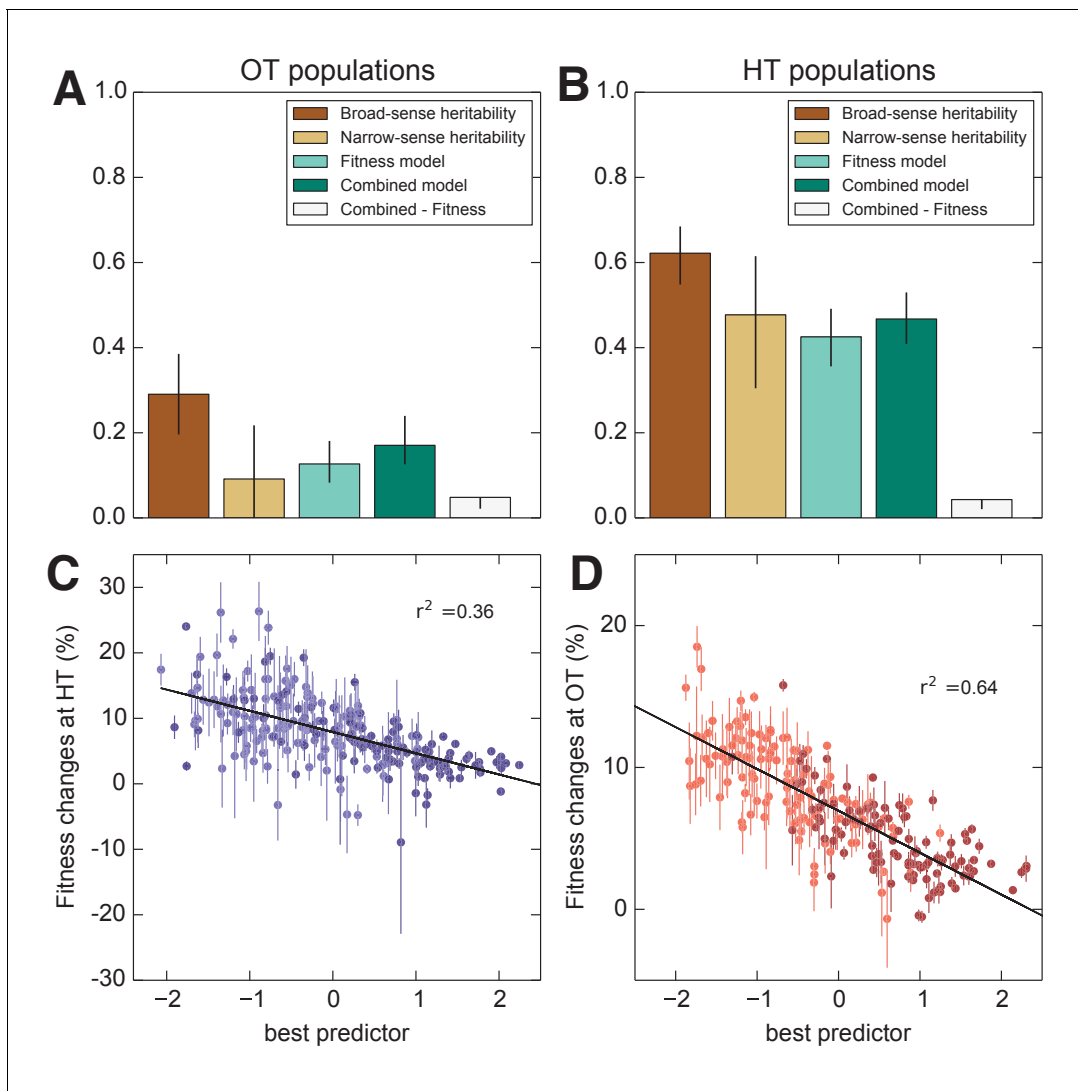 A
OT populations
1.0
0.8
0.6
0.4
0.2
0.0
Broad-sense heritability
Narrow-sense heritability
Fitness model
Combined model
Combined - Fitness
B
HT populations
1.0
0.8
0.6
0.4
0.2
0.0
Broad-sense heritability
Narrow-sense heritability
Fitness model
Combined model
Combined - Fitness
C
Fitness changes at HT (%)
30
20
10
0
-10
-20
-30
r² =0.36
−2 −1 0 1 2
best predictor
D
Fitness changes at OT (%)
20
10
0
r² =0.64
−2 −1 0 1 2
best predictor